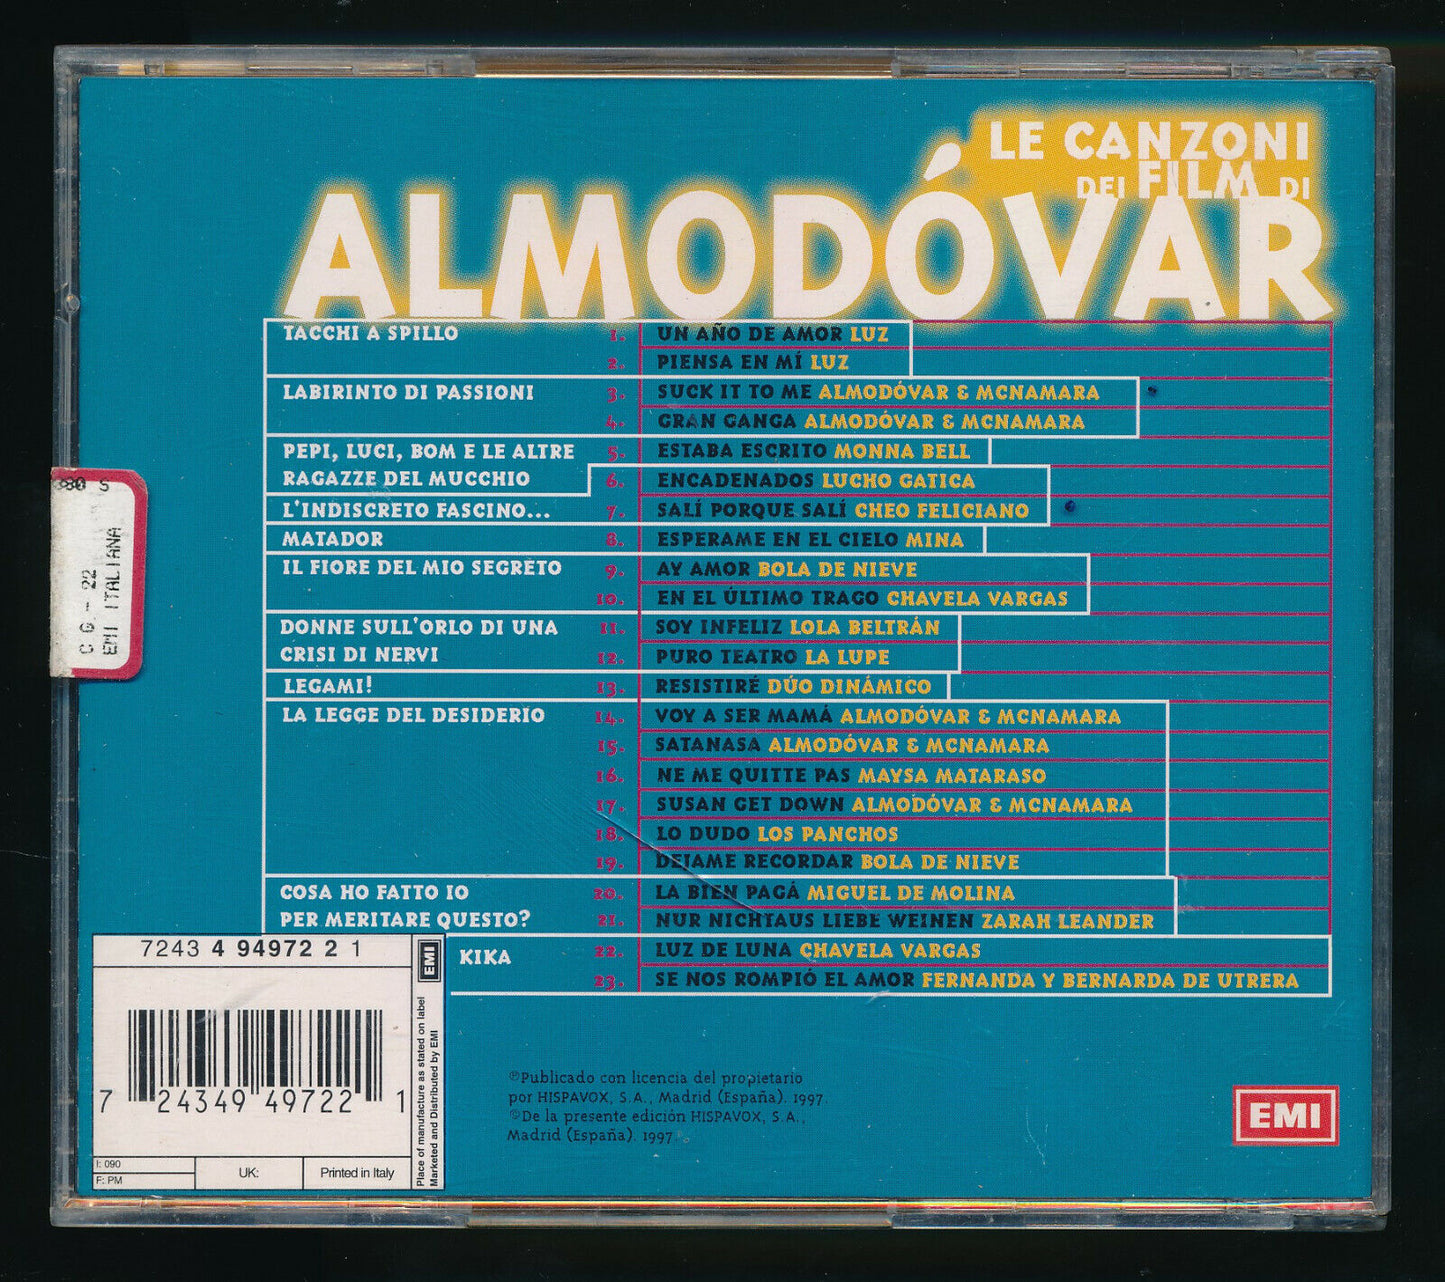 LE CANZONI
DEI FILM DI
ALMODÓVAR
TACCHI A SPILLO 1. UN AÑO DE AMOR LUZ
2. PIENSA EN MÍ LUZ
LABIRINTO DI PASSIONI 3. SUCK IT TO ME ALMODÓVAR & MCNAMARA
4. GRAN GANGA ALMODÓVAR & MCNAMARA
PEPI, LUCI, BOM E LE ALTRE 5. ESTABA ESCRITO MONNA BELL
RAGAZZE DEL MUCCHIO 6. ENCADENADOS LUCHO GATICA
L'INDISCRETO FASCINO... 7. SALÍ PORQUE SALÍ CHEO FELICIANO
MATADOR 8. ESPERAME EN EL CIELO MINA
IL FIORE DEL MIO SEGRETO 9. AY AMOR BOLA DE NIEVE
10. EN EL ÚLTIMO TRAGO CHAVELA VARGAS
DONNE SULL'ORLO DI UNA 11. SOY INFELIZ LOLA BELTRÁN
CRISI DI NERVI 12. PURO TEATRO LA LUPE
LEGAMI! 13. RESISTIRÉ DÚO DINÁMICO
LA LEGGE DEL DESIDERIO 14. VOY A SER MAMÁ ALMODÓVAR & MCNAMARA
15. SATANASA ALMODÓVAR & MCNAMARA
16. NE ME QUITTE PAS MAYSA MATARASO
17. SUSAN GET DOWN ALMODÓVAR & MCNAMARA
18. LO DUDO LOS PANCHOS
19. DEJAME RECORDAR BOLA DE NIEVE
COSA HO FATTO IO 20. LA BIEN PAGÁ MIGUEL DE MOLINA
PER MERITARE QUESTO? 21. NUR NICHTAUS LIEBE WEINEN ZARAH LEANDER
KIKA 22. LUZ DE LUNA CHAVELA VARGAS
23. SE NOS ROMPIÓ EL AMOR FERNANDA Y BERNARDA DE UTRERA
℗Publicado con licencia del propietario
por HISPAVOX, S.A., Madrid (España). 1997.
©De la presente edición HISPAVOX, S.A.,
Madrid (España). 1997.
EMI
7243 4 94972 2 1
7 24349 49722 1
I: 090
F: PM
UK:
Printed in Italy
EMI
Place of manufacture as stated on label
Marketed and Distributed by EMI
380 S
C G - 22
EMI ITALIANA